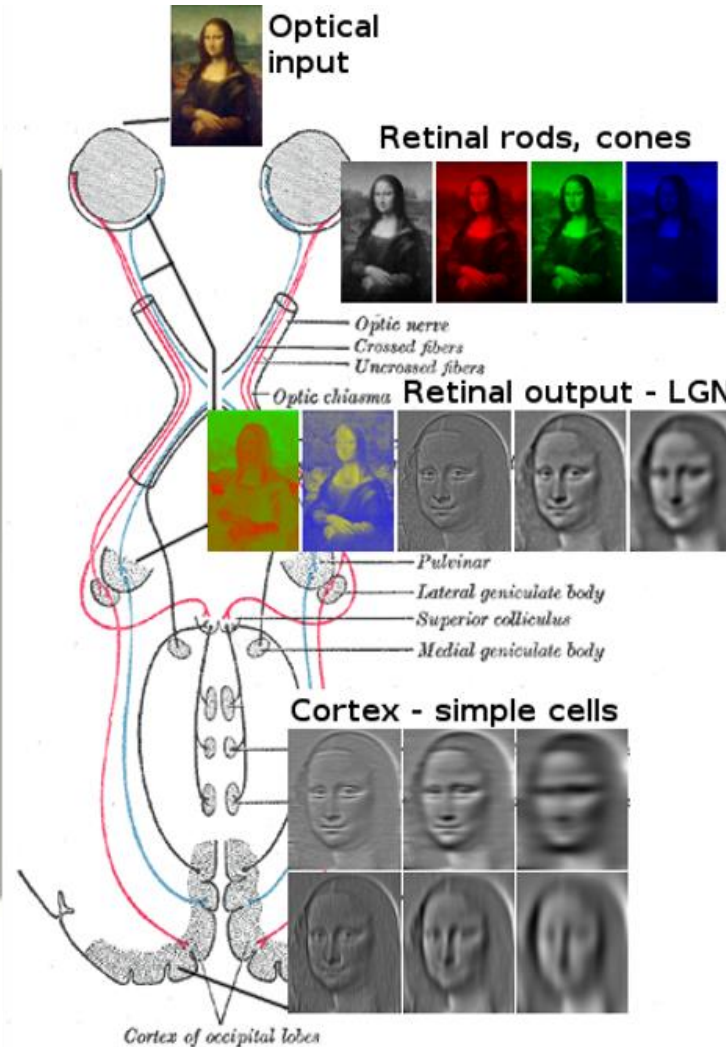 Optical
input
Retinal rods, cones
Optic nerve
Crossed fibers
Uncrossed fibers
Optic chiasma
Retinal output - LGN
Pulvinar
Lateral geniculate body
Superior colliculus
Medial geniculate body
Cortex - simple cells
Cortex of occipital lobes